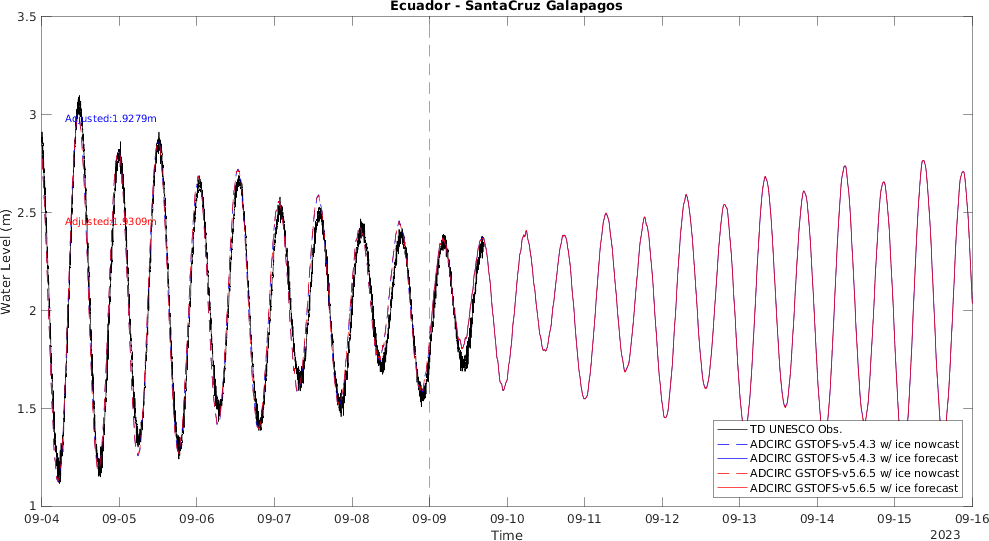 Ecuador - SantaCruz Galapagos
3.5
3
2.5
2
1.5
1
Water Level (m)
Adjusted:1.9279m
Adjusted:1.9309m
TD UNESCO Obs.
ADCIRC GSTOFS-v5.4.3 w/ ice nowcast
ADCIRC GSTOFS-v5.4.3 w/ ice forecast
ADCIRC GSTOFS-v5.6.5 w/ ice nowcast
ADCIRC GSTOFS-v5.6.5 w/ ice forecast
09-04 09-05 09-06 09-07 09-08 09-09 09-10 09-11 09-12 09-13 09-14 09-15 09-16
Time
2023